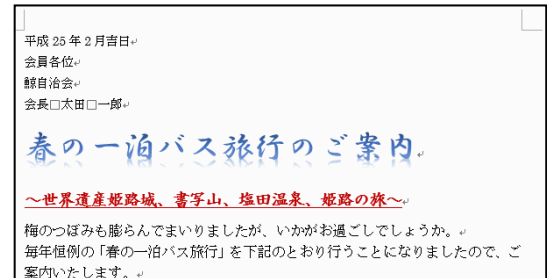 平成 25 年 2 月吉日
会員各位
鯨自治会
会長□太田□一郎
春の一泊バス旅行のご案内
～世界遺産姫路城、書写山、塩田温泉、姫路の旅～
梅のつぼみも膨らんでまいりましたが、いかがお過ごしでしょうか。
毎年恒例の「春の一泊バス旅行」を下記のとおり行うことになりましたので、ご
案内いたします。